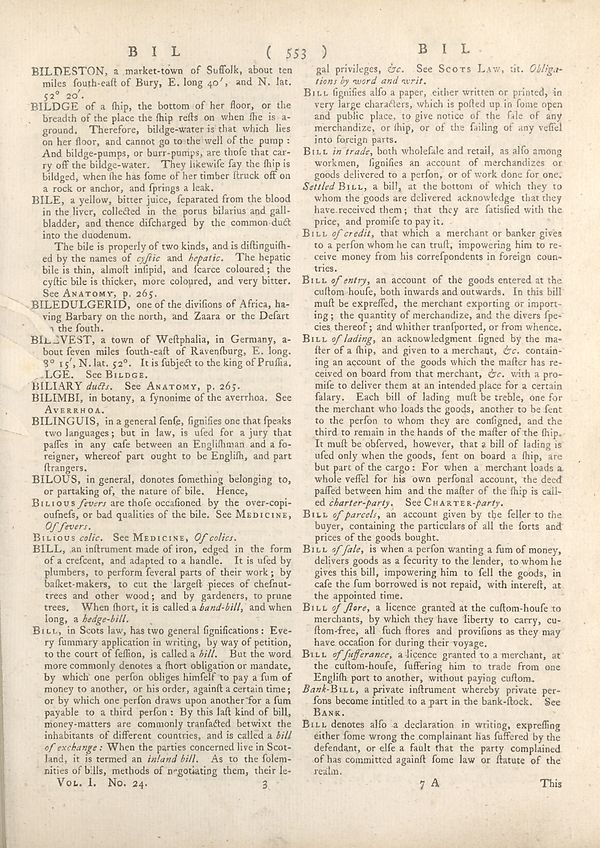 B I L ( 553 ) B I L
BILDESTON, a market-town of Suffolk, about ten
miles ſouth-eaſt of Bury, E. long 40′, and N. lat.
52° 20′.
BILDGE of a ſhip, the bottom of her floor, or the
breadth of the place the ſhip reſts on when ſhe is a-
ground. Therefore, bildge-water is that which lies
on her floor, and cannot go to the well of the pump :
And bildge-pumps, or burr-pumps, are thoſe that car-
ry off the bildge-water. They likewiſe ſay the ſhip is
bildged, when ſhe has ſome of her timber ſtruck off on
a rock or anchor, and ſprings a leak.
BILE, a yellow, bitter juice, ſeparated from the blood
in the liver, collected in the porus bilarius and gall-
bladder, and thence diſcharged by the common duct
into the duodenum.
The bile is properly of two kinds, and is diſtinguiſh-
ed by the names of cyſtic and hepatic. The hepatic
bile is thin, almoſt inſipid, and ſcarce coloured; the
cyſtic bile is thicker, more coloured, and very bitter.
See ANATOMY, p. 265.
BILEDULGERID, one of the diviſions of Africa, ha-
ving Barbary on the north, and Zaara or the Deſart
the ſouth.
VEST, a town of Weſtphalia, in Germany, a-
bout ſeven miles ſouth-eaſt of Ravenſburg, E. long.
8° 15′, N. lat. 52°. It is ſubject to the king of Pruſſia.
LGE. See BILDGE.
BILIARY ducts. See ANATOMY, p. 265.
BILIMBI, in botany, a ſynonime of the averrhoa. See
AVERRHOA.
BILINGUIS, in a general ſenſe, ſignifies one that ſpeaks
two languages; but in law, is uſed for a jury that
paſſes in any caſe between an Engliſhman and a fo-
reigner, whereof part ought to be Engliſh, and part
ſtrangers.
BILOUS, in general, denotes ſomething belonging to,
or partaking of, the nature of bile. Hence,
BILIOUS fevers are thoſe occaſioned by the over-copi-
ouſneſs, or bad qualities of the bile. See MEDICINE,
Of fevers.
BILIOUS colic. See MEDICINE, Of colics.
BILL, an inſtrument made of iron, edged in the form
of a creſcent, and adapted to a handle. It is uſed by
plumbers, to perform ſeveral parts of their work; by
baſket-makers, to cut the largeſt pieces of cheſnut-
trees and other wood; and by gardeners, to prune
trees. When ſhort, it is called a hand-bill, and when
long, a hedge-bill.
BILL, in Scots law, has two general ſignifications : Eve-
ry ſummary application in writing, by way of petition,
to the court of ſeſſion, is called a bill. But the word
more commonly denotes a ſhort obligation or mandate,
by which one perſon obliges himſelf to pay a ſum of
money to another, or his order, againſt a certain time;
or by which one perſon draws upon another for a ſum
payable to a third perſon : By this laſt kind of bill,
money-matters are commonly tranſacted betwixt the
inhabitants of different countries, and is called a bill
of exchange : When the parties concerned live in Scot-
land, it is termed an inland bill. As to the ſolem-
nities of bills, methods of negotiating them, their le-
VOL. I. NO. 24. 3
gal privileges, &c. See SCOTS LAW, tit. Obliga-
tions by word and writ.
BILL ſignifies alſo a paper, either written or printed, in
very large characters, which is poſted up in ſome open
and public place, to give notice of the ſale of any
merchandize, or ſhip, or of the ſailing of any veſſel
into foreign parts.
BILL in trade, both wholeſale and retail, as alſo among
workmen, ſignifies an account of merchandizes or
goods delivered to a perſon, or of work done for one.
Settled BILL, a bill, at the bottom of which they to
whom the goods are delivered acknowledge that they
have received them; that they are ſatisfied with the
price, and promiſe to pay it.
BILL of credit, that which a merchant or banker gives
to a perſon whom he can truſt, impowering him to re-
ceive money from his correſpondents in foreign coun-
tries.
BILL of entry, an account of the goods entered at the
cuſtom-houſe, both inwards and outwards. In this bill
muſt be expreſſed, the merchant exporting or import-
ing; the quantity of merchandize, and the divers ſpe-
cies thereof; and whither tranſported, or from whence.
BILL of lading, an acknowledgment ſigned by the ma-
ſter of a ſhip, and given to a merchant, &c. contain-
ing an account of the goods which the maſter has re-
ceived on board from that merchant, &c. with a pro-
miſe to deliver them at an intended place for a certain
ſalary. Each bill of lading muſt be treble, one for
the merchant who loads the goods, another to be ſent
to the perſon to whom they are conſigned, and the
third to remain in the hands of the maſter of the ſhip.
It muſt be obſerved, however, that a bill of lading is
uſed only when the goods, ſent on board a ſhip, are
but part of the cargo : For when a merchant loads a
whole veſſel for his own perſonal account, the deed
paſſed between him and the maſter of the ſhip is call-
ed charter-party. See CHARTER-party.
BILL of parcels, an account given by the ſeller to the
buyer, containing the particulars of all the ſorts and
prices of the goods bought.
BILL of ſale, is when a perſon wanting a ſum of money,
delivers goods as a ſecurity to the lender, to whom he
gives this bill, impowering him to ſell the goods, in
caſe the ſum borrowed is not repaid, with intereſt, at
the appointed time.
BILL of ſtore, a licence granted at the cuſtom-houſe to
merchants, by which they have liberty to carry, cu-
ſtom-free, all ſuch ſtores and proviſions as they may
have occaſion for during their voyage.
BILL of ſufferance, a licence granted to a merchant, at
the cuſtom-houſe, ſuffering him to trade from one
Engliſh port to another, without paying cuſtom.
Bank-BILL, a private inſtrument whereby private per-
ſons become intitled to a part in the bank-ſtock. See
BANK.
BILL denotes alſo a declaration in writing, expreſſing
either ſome wrong the complainant has ſuffered by the
defendant, or elſe a fault that the party complained
of has committed againſt ſome law or ſtatute of the
realm.
7 A This